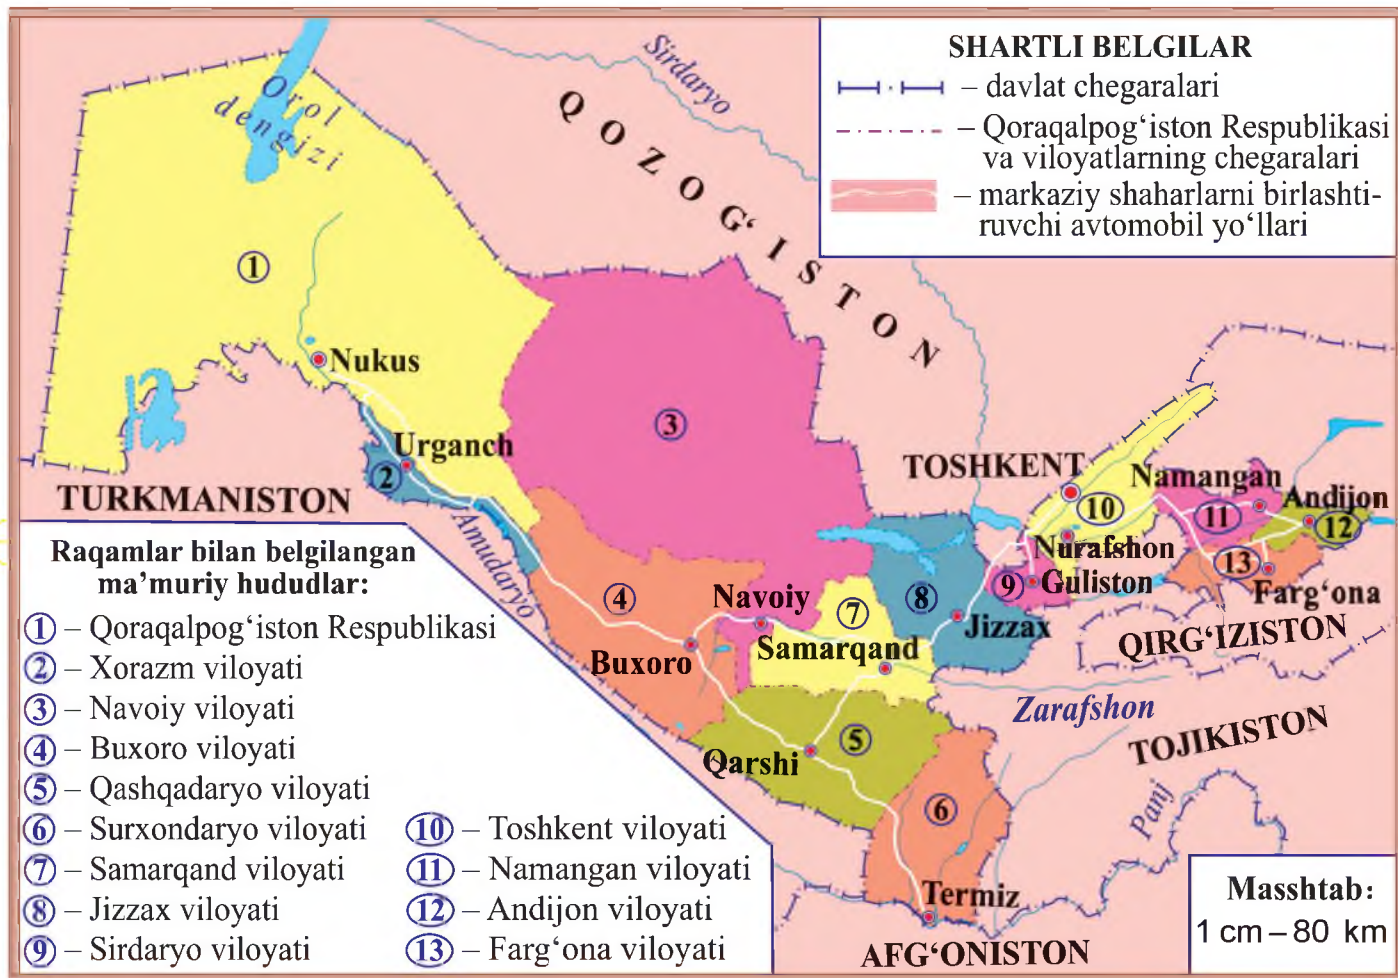 SHARTLI BELGILAR
– davlat chegaralari
– Qoraqalpog‘iston Respublikasi
va viloyatlarning chegaralari
– markaziy shaharlarni birlashti-
ruvchi avtomobil yo‘llari
Sirdaryo
Orol
dengizi
QOZOG‘ISTON
1
Nukus
3
Urganch
2
TOSHKENT
Namangan
Andijon
10
11
12
TURKMANISTON
Amudaryo
Nurafshon
13
9
Guliston
Farg‘ona
4
Navoiy
7
8
Jizzax
QIRG‘IZISTON
Buxoro
Samarqand
Zarafshon
TOJIKISTON
Qarshi
5
6
Panj
Termiz
AFG‘ONISTON
Raqamlar bilan belgilangan
ma’muriy hududlar:
1 – Qoraqalpog‘iston Respublikasi
2 – Xorazm viloyati
3 – Navoiy viloyati
4 – Buxoro viloyati
5 – Qashqadaryo viloyati
6 – Surxondaryo viloyati
7 – Samarqand viloyati
8 – Jizzax viloyati
9 – Sirdaryo viloyati
10 – Toshkent viloyati
11 – Namangan viloyati
12 – Andijon viloyati
13 – Farg‘ona viloyati
Masshtab:
1 cm – 80 km